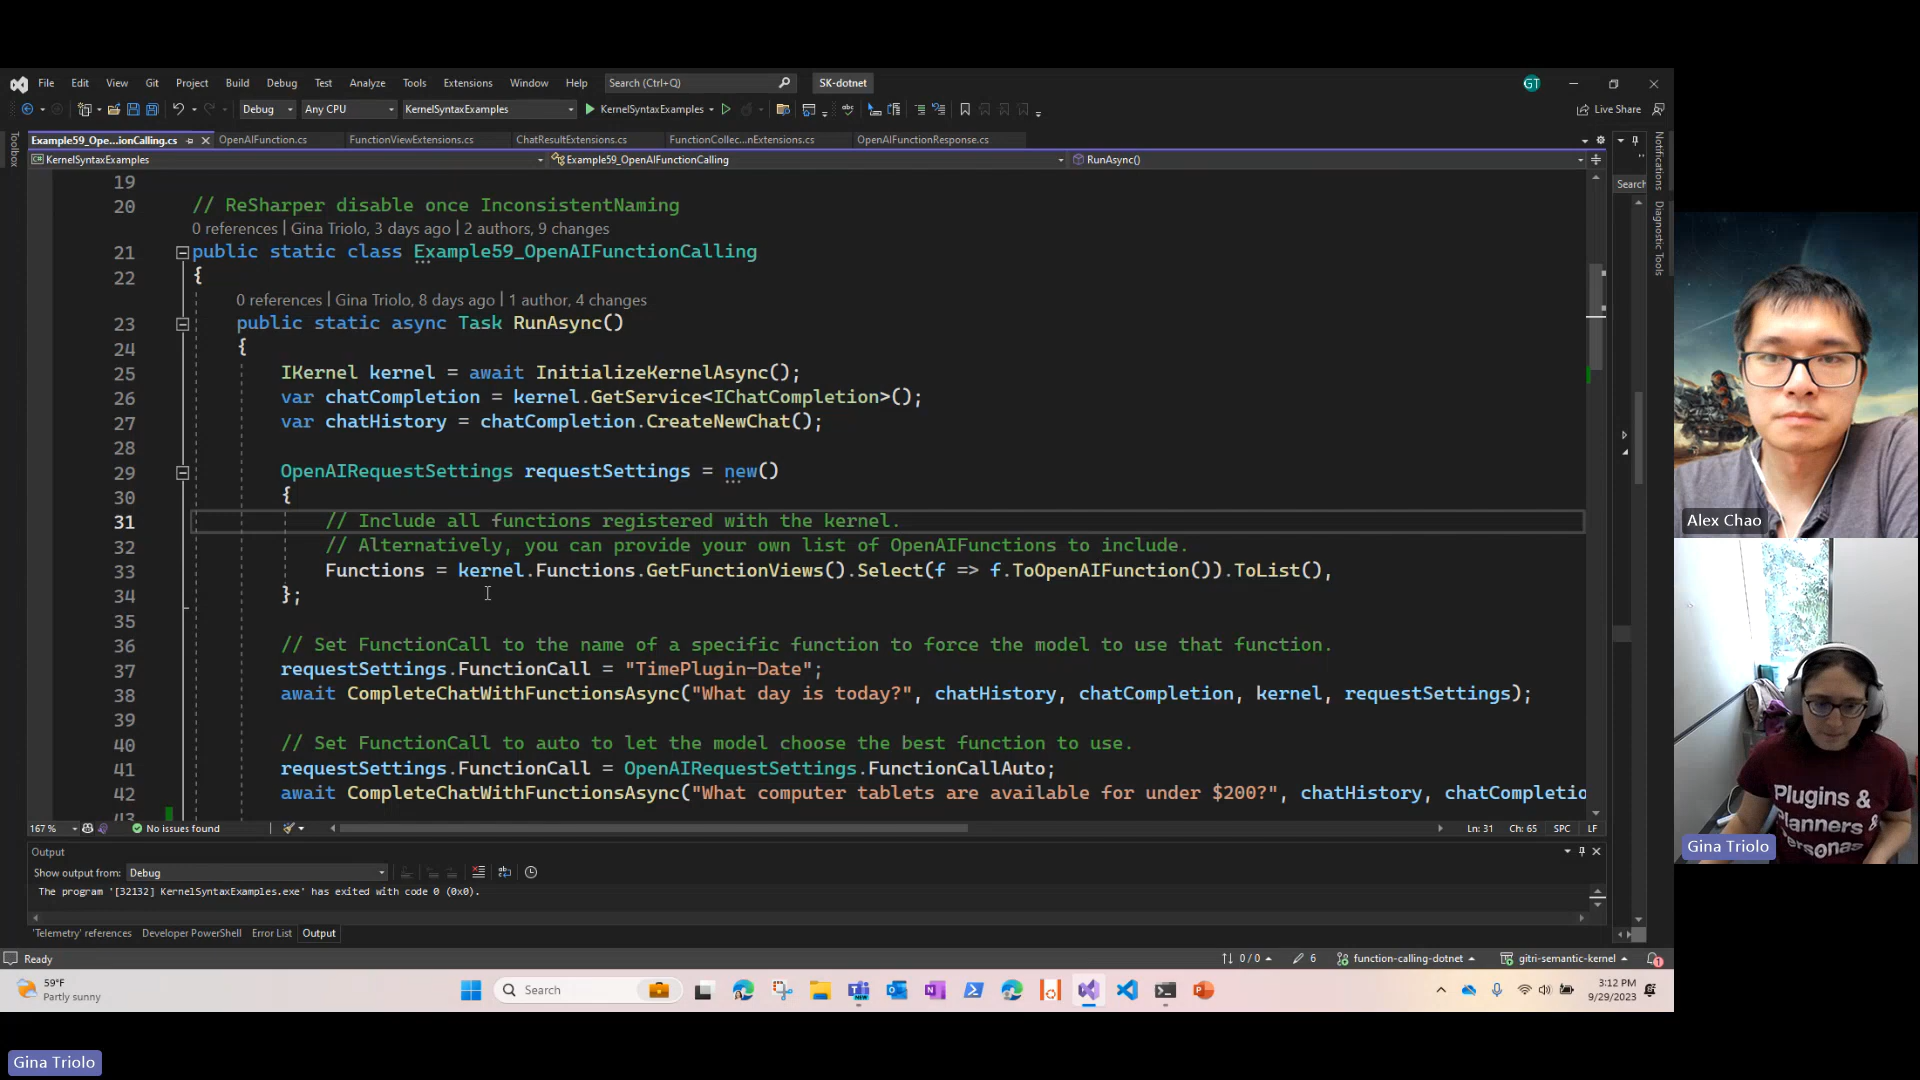 File Edit View Git Project Build Debug Test Analyze Tools Extensions Window Help Search (Ctrl+Q) SK-dotnet GT
Debug Any CPU KernelSyntaxExamples KernelSyntaxExamples Live Share
Example59_Ope...ionCalling.cs OpenAIFunction.cs FunctionViewExtensions.cs ChatResultExtensions.cs FunctionCollec...nExtensions.cs OpenAIFunctionResponse.cs
KernelSyntaxExamples Example59_OpenAIFunctionCalling RunAsync()
Toolbox
Search
Notifications
Diagnostic Tools
19
20 // ReSharper disable once InconsistentNaming
0 references | Gina Triolo, 3 days ago | 2 authors, 9 changes
21 public static class Example59_OpenAIFunctionCalling
22 {
0 references | Gina Triolo, 8 days ago | 1 author, 4 changes
23 public static async Task RunAsync()
24 {
25 IKernel kernel = await InitializeKernelAsync();
26 var chatCompletion = kernel.GetService<IChatCompletion>();
27 var chatHistory = chatCompletion.CreateNewChat();
28
29 OpenAIRequestSettings requestSettings = new()
30 {
31 // Include all functions registered with the kernel.
32 // Alternatively, you can provide your own list of OpenAIFunctions to include.
33 Functions = kernel.Functions.GetFunctionViews().Select(f => f.ToOpenAIFunction()).ToList(),
34 };
35
36 // Set FunctionCall to the name of a specific function to force the model to use that function.
37 requestSettings.FunctionCall = "TimePlugin-Date";
38 await CompleteChatWithFunctionsAsync("What day is today?", chatHistory, chatCompletion, kernel, requestSettings);
39
40 // Set FunctionCall to auto to let the model choose the best function to use.
41 requestSettings.FunctionCall = OpenAIRequestSettings.FunctionCallAuto;
42 await CompleteChatWithFunctionsAsync("What computer tablets are available for under $200?", chatHistory, chatCompletio
43
167 % No issues found Ln: 31 Ch: 65 SPC LF
Output
Show output from: Debug
The program '[32132] KernelSyntaxExamples.exe' has exited with code 0 (0x0).
'Telemetry' references Developer PowerShell Error List Output
Ready 0 / 0 6 function-calling-dotnet gitri-semantic-kernel 1
59°F
Partly sunny
Search
3:12 PM
9/29/2023
Alex Chao
Plugins &
Planners &
Personas
Gina Triolo
Gina Triolo